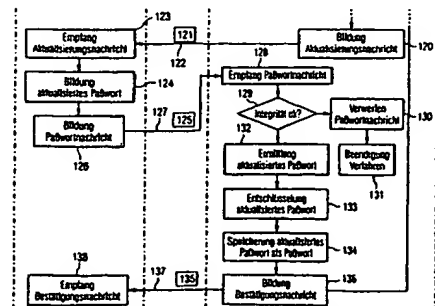 123
121
Empfang
Aktualisierungsnachricht
122
Bildung
Aktualisierungsnachricht
120
128
Bildung
aktualisiertes Paßwort
124
Empfang Paßwortnachricht
129
Integrität ok?
Verwerfen
Paßwortnachricht
130
127
125
Bildung
Paßwortnachricht
126
132
Ermittlung
aktualisiertes Paßwort
Beendigung
Verfahren
131
Entschlüsselung
aktualisiertes Paßwort
133
Speicherung aktualisiertes
Paßwort als Paßwort
134
138
137
135
Empfang
Bestätigungsnachricht
Bildung
Bestätigungsnachricht
136